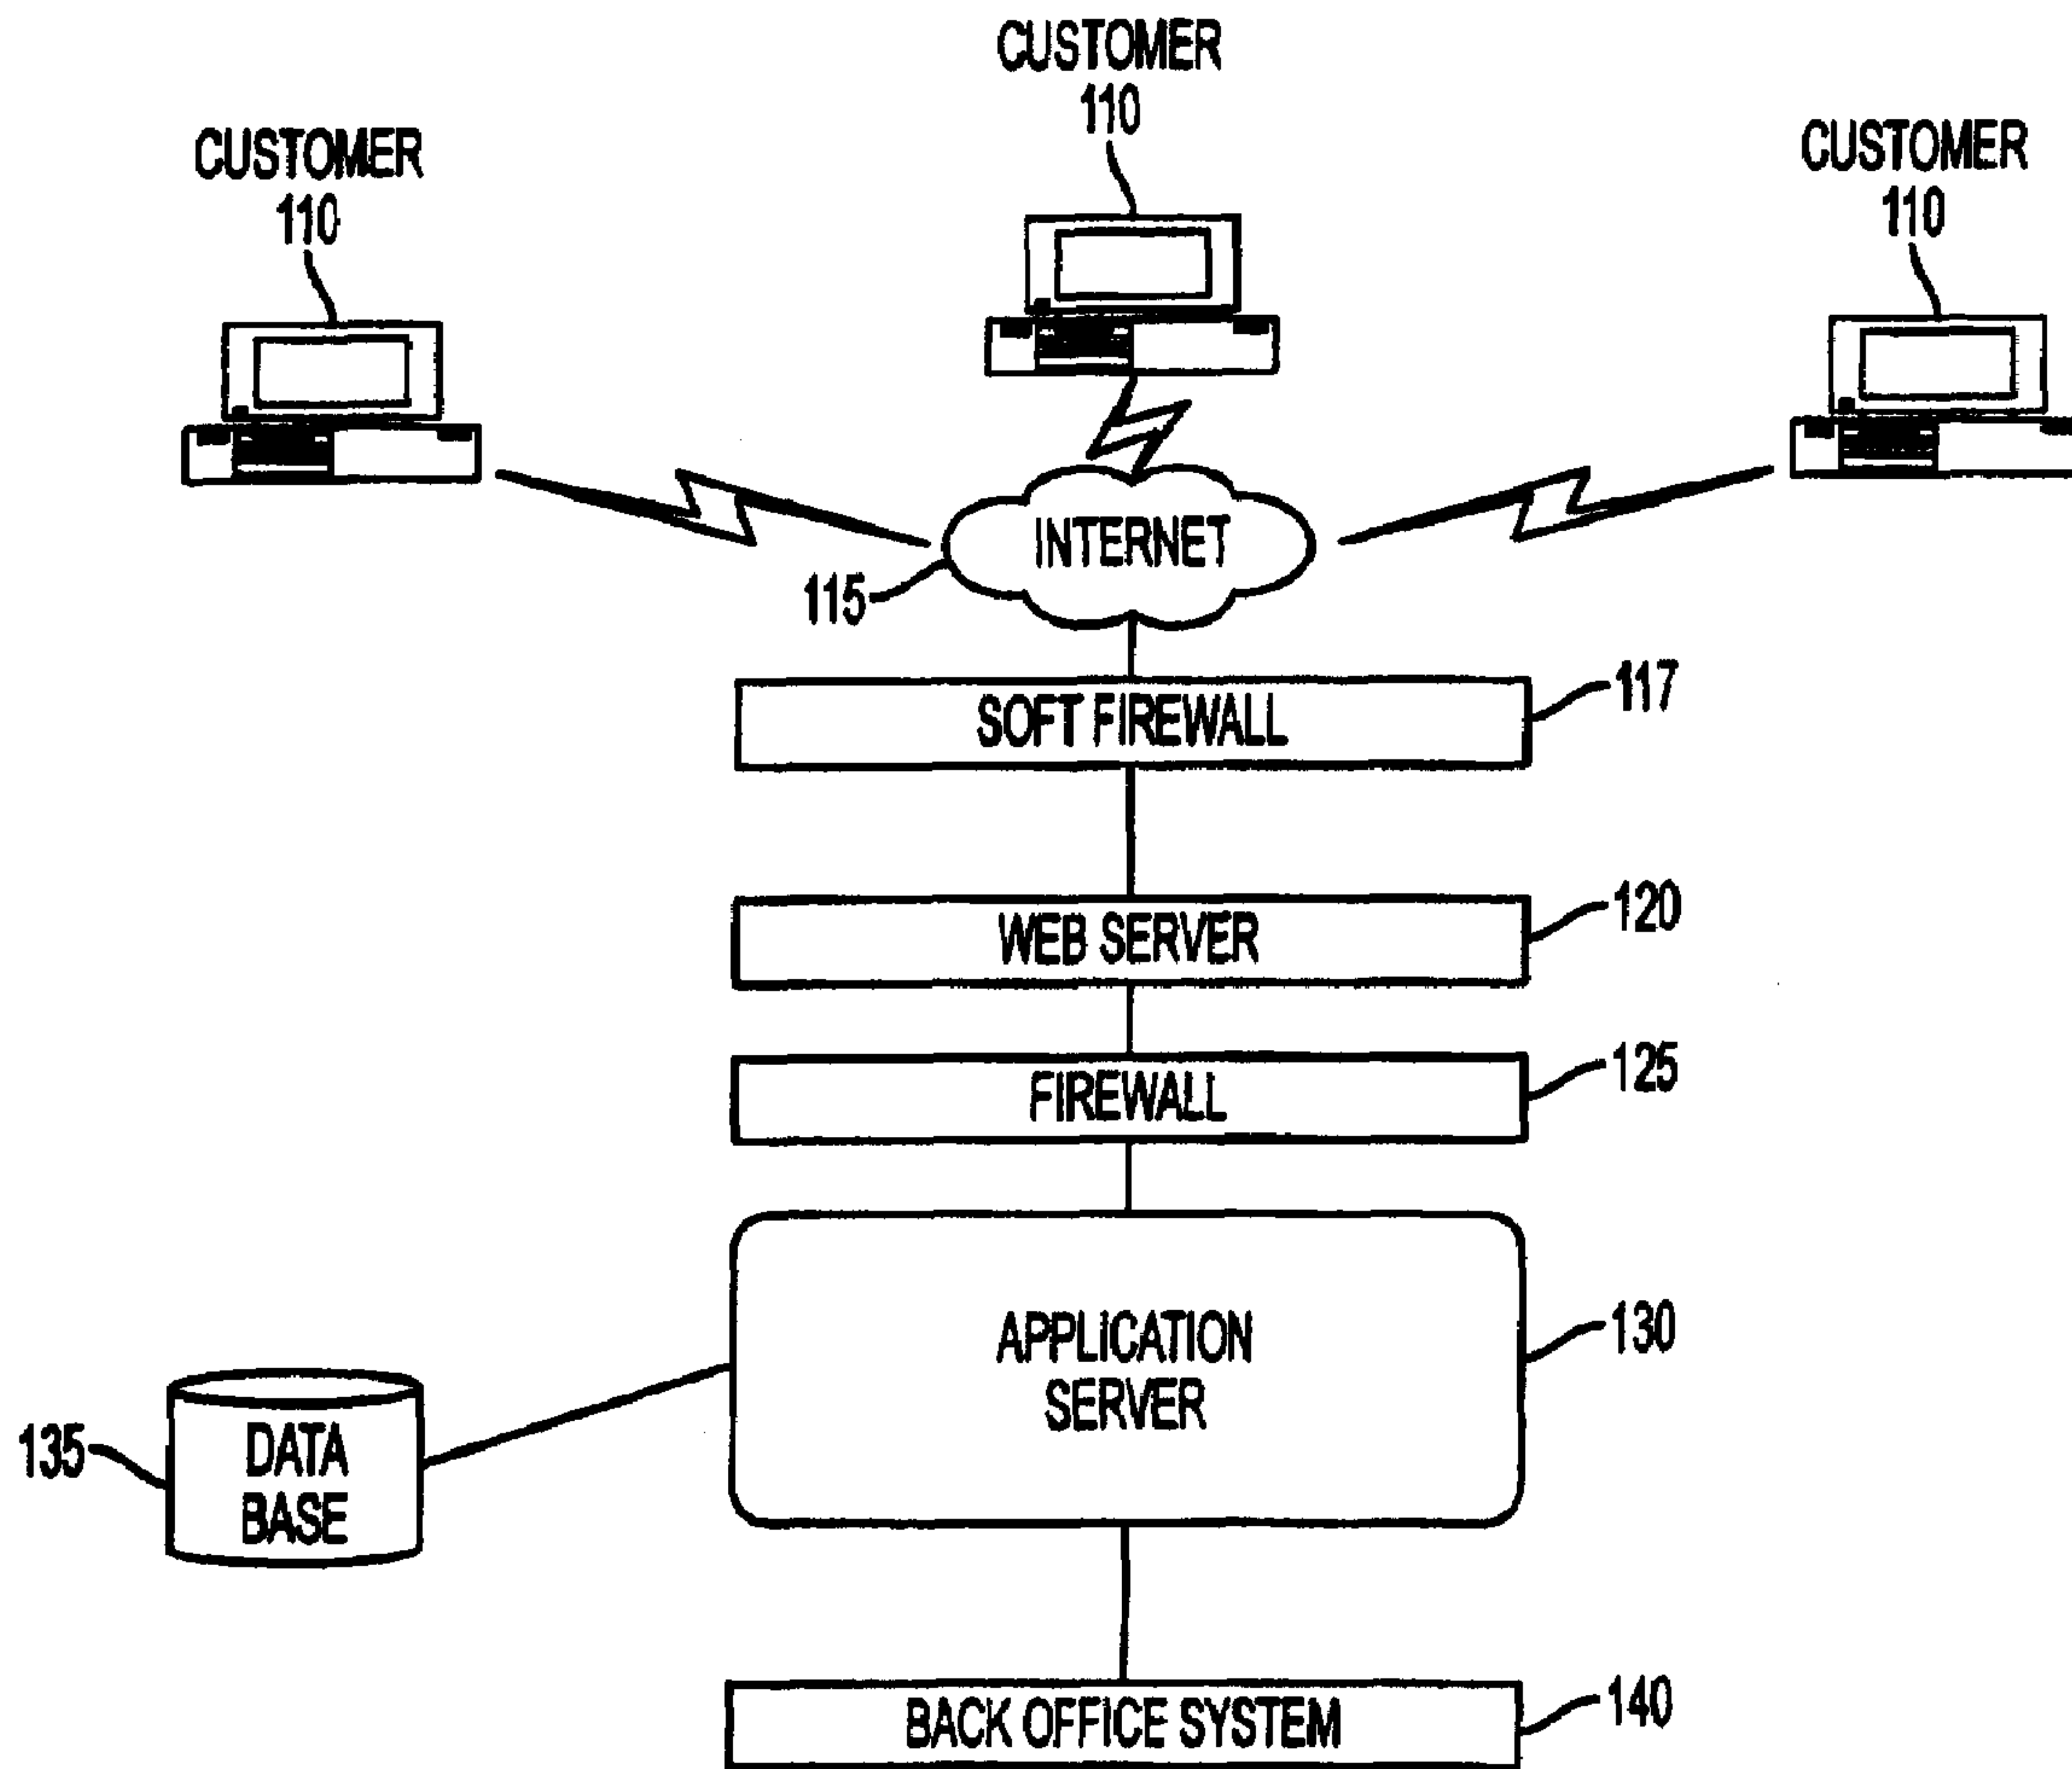 CUSTOMER
110
CUSTOMER
110
CUSTOMER
110
INTERNET
115
SOFT FIREWALL
117
WEB SERVER
120
FIREWALL
125
APPLICATION
SERVER
130
DATA
BASE
135
BACK OFFICE SYSTEM
140